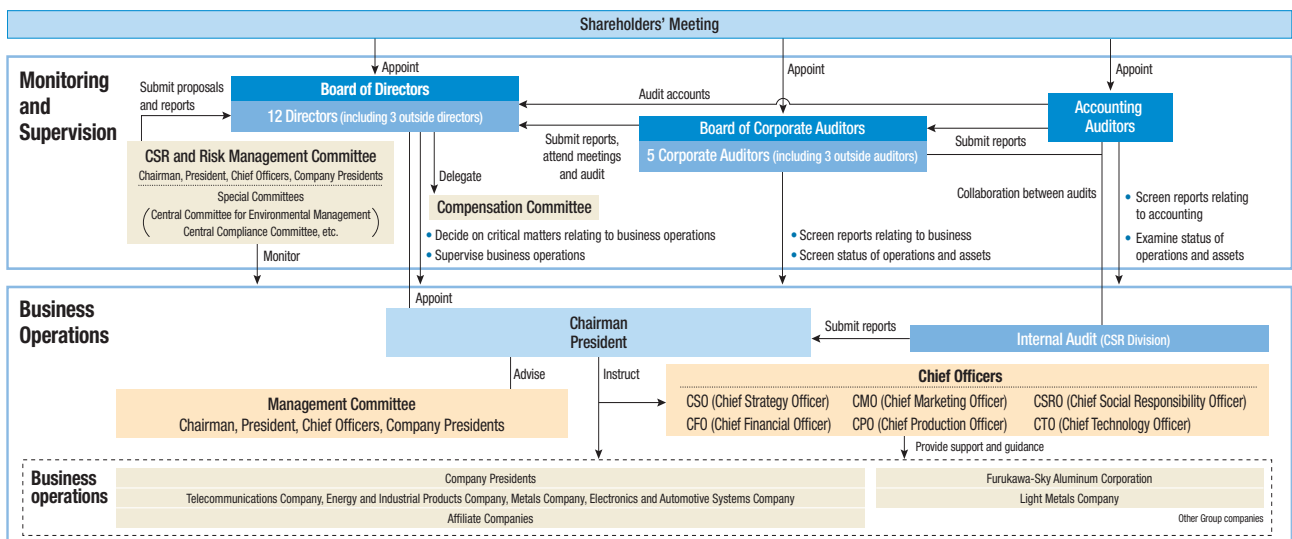 Shareholders' Meeting
Monitoring
and
Supervision
Submit proposals
and reports
Appoint
Board of Directors
12 Directors (including 3 outside directors)
Audit accounts
Appoint
Appoint
Accounting
Auditors
Board of Corporate Auditors
5 Corporate Auditors (including 3 outside auditors)
Submit reports,
attend meetings
and audit
Submit reports
CSR and Risk Management Committee
Chairman, President, Chief Officers, Company Presidents
Special Committees
(Central Committee for Environmental Management
Central Compliance Committee, etc.)
Delegate
Compensation Committee
Collaboration between audits
• Screen reports relating
to accounting
• Examine status of
operations and assets
• Decide on critical matters relating to business operations
• Supervise business operations
• Screen reports relating to business
• Screen status of operations and assets
Monitor
Business
Operations
Appoint
Chairman
President
Submit reports
Internal Audit (CSR Division)
Advise
Instruct
Management Committee
Chairman, President, Chief Officers, Company Presidents
Chief Officers
CSO (Chief Strategy Officer) CMO (Chief Marketing Officer) CSRO (Chief Social Responsibility Officer)
CFO (Chief Financial Officer) CPO (Chief Production Officer) CTO (Chief Technology Officer)
Provide support and guidance
Business
operations
Company Presidents
Telecommunications Company, Energy and Industrial Products Company, Metals Company, Electronics and Automotive Systems Company
Affiliate Companies
Furukawa-Sky Aluminum Corporation
Light Metals Company
Other Group companies